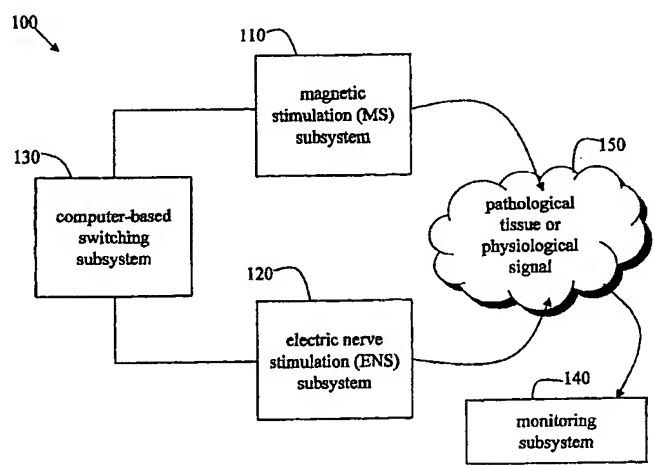 100
110
magnetic
stimulation (MS)
subsystem
130
computer-based
switching
subsystem
150
pathological
tissue or
physiological
signal
120
electric nerve
stimulation (ENS)
subsystem
140
monitoring
subsystem